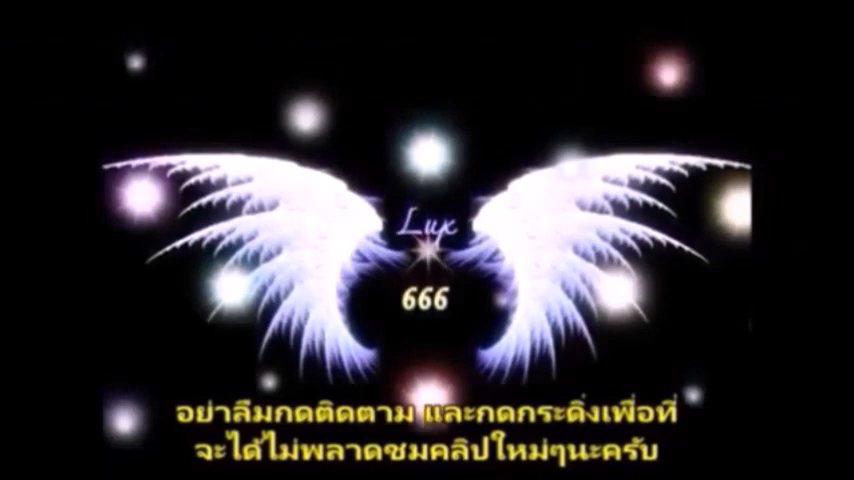 Lux
666
อย่าลืมกดติดตาม และกดกระดิ่งเพื่อที่
จะได้ไม่พลาดชมคลิปใหม่ๆนะครับ